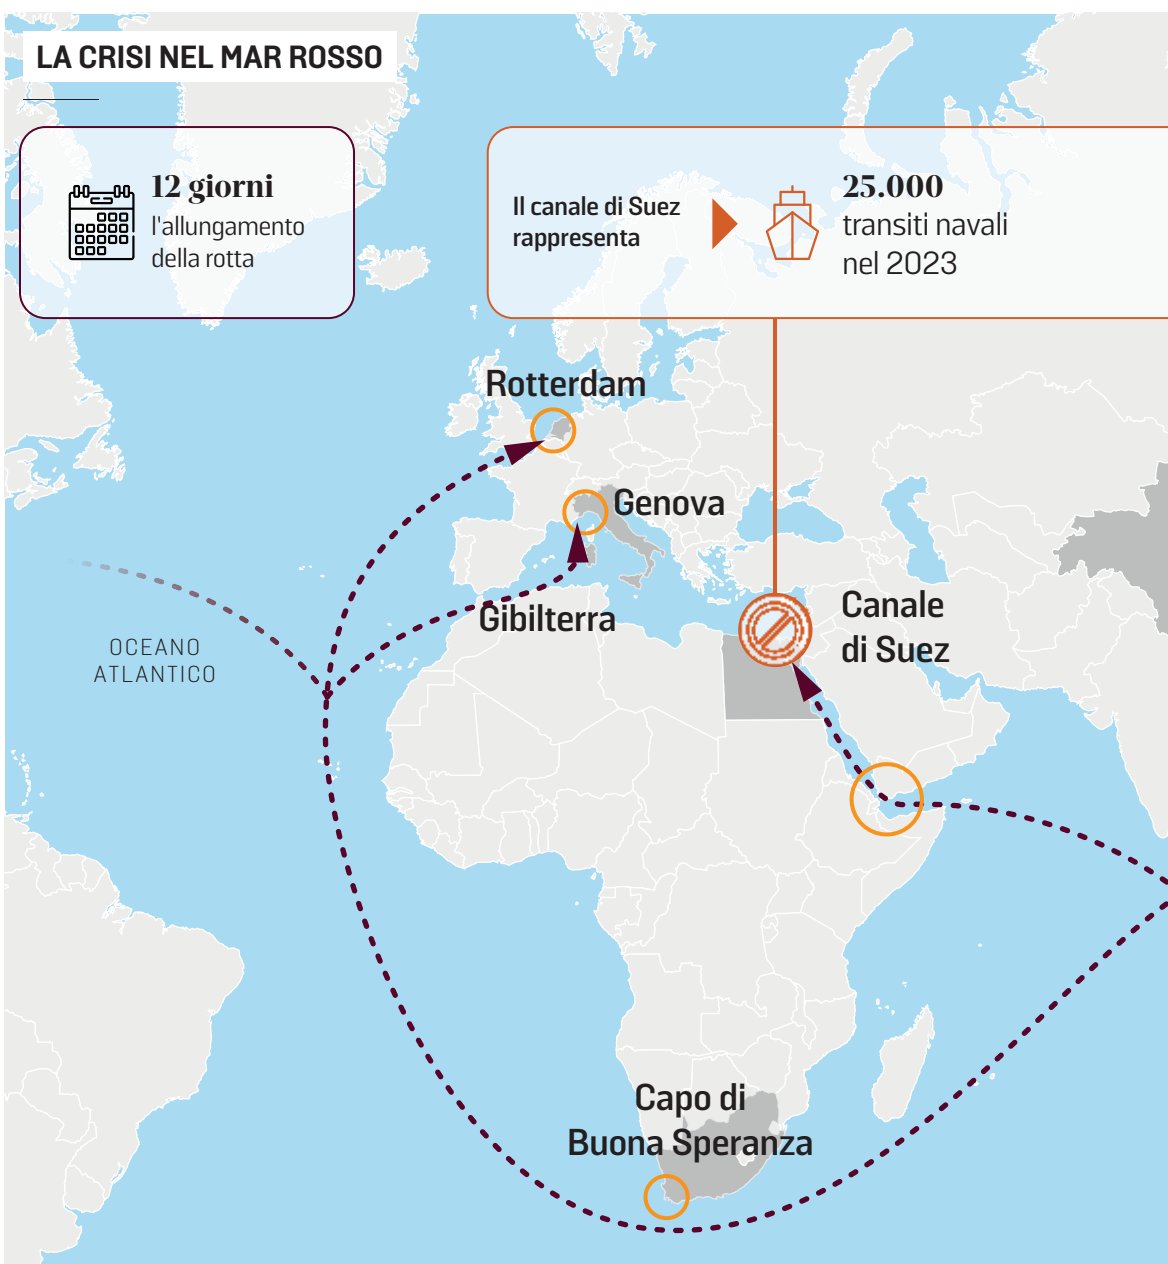 LA CRISI NEL MAR ROSSO
12 giorni
l'allungamento
della rotta
Il canale di Suez
rappresenta
25.000
transiti navali
nel 2023
Rotterdam
Genova
Gibilterra
Canale
di Suez
OCEANO
ATLANTICO
Capo di
Buona Speranza